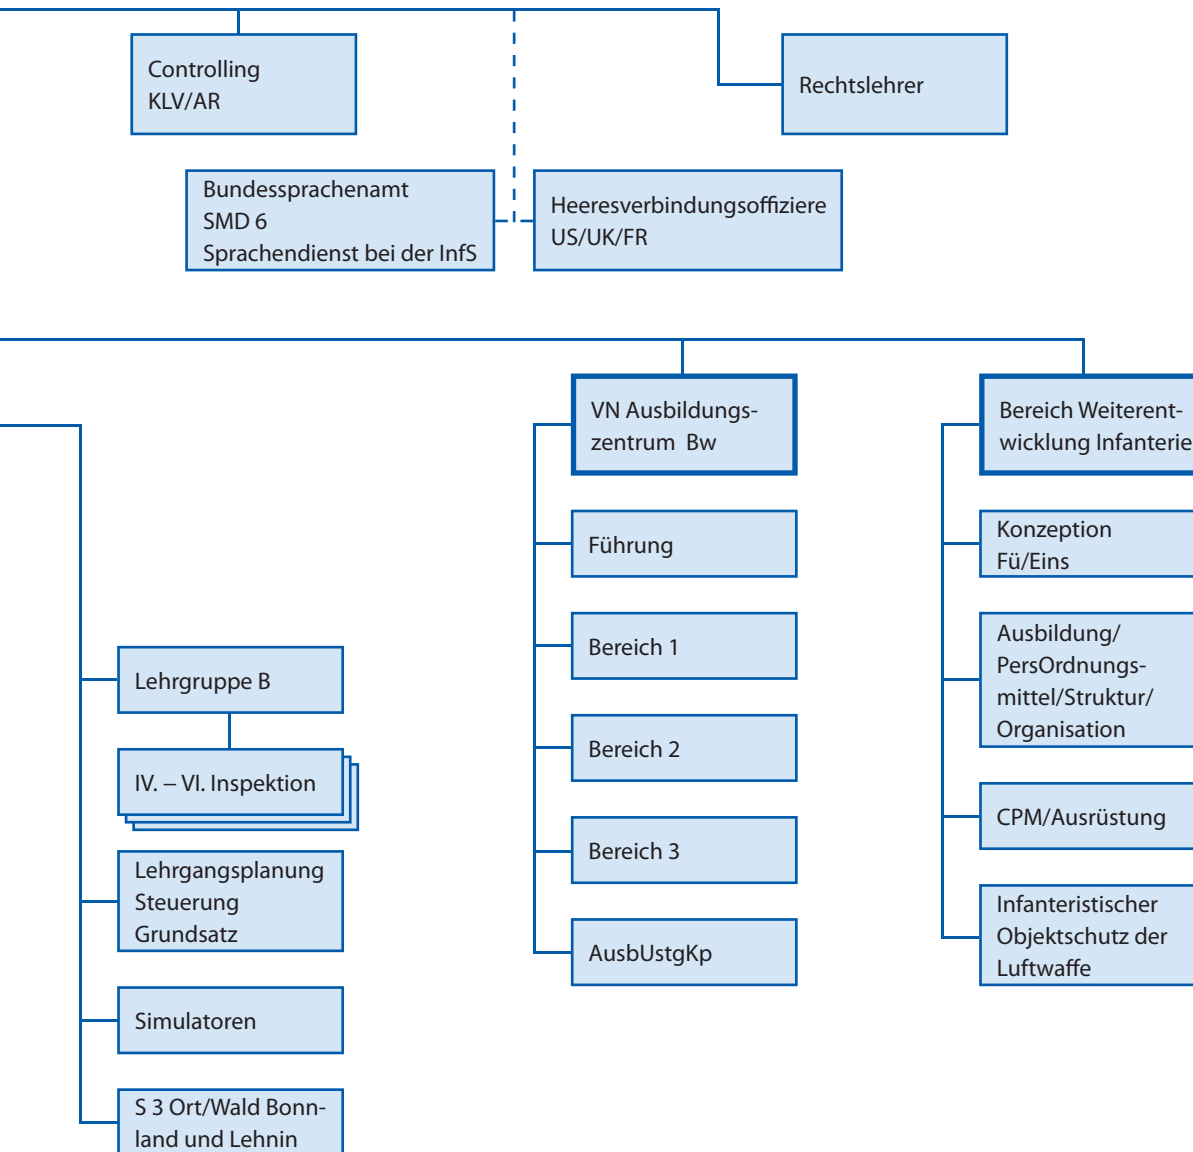 Controlling
KLV/AR
Rechtslehrer
Bundessprachenamt
SMD 6
Sprachendienst bei der InfS
Heeresverbindungsoffiziere
US/UK/FR
Lehrgruppe B
IV. – VI. Inspektion
Lehrgangsplanung
Steuerung
Grundsatz
Simulatoren
S 3 Ort/Wald Bonn-
land und Lehnin
VN Ausbildungs-
zentrum Bw
Führung
Bereich 1
Bereich 2
Bereich 3
AusbUstgKp
Bereich Weiterent-
wicklung Infanterie
Konzeption
Fü/Eins
Ausbildung/
PersOrdnungs-
mittel/Struktur/
Organisation
CPM/Ausrüstung
Infanteristischer
Objektschutz der
Luftwaffe